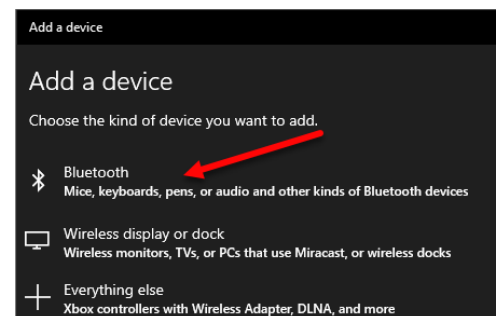 Add a device
Add a device
Choose the kind of device you want to add.
Bluetooth
Mice, keyboards, pens, or audio and other kinds of Bluetooth devices
Wireless display or dock
Wireless monitors, TVs, or PCs that use Miracast, or wireless docks
Everything else
Xbox controllers with Wireless Adapter, DLNA, and more